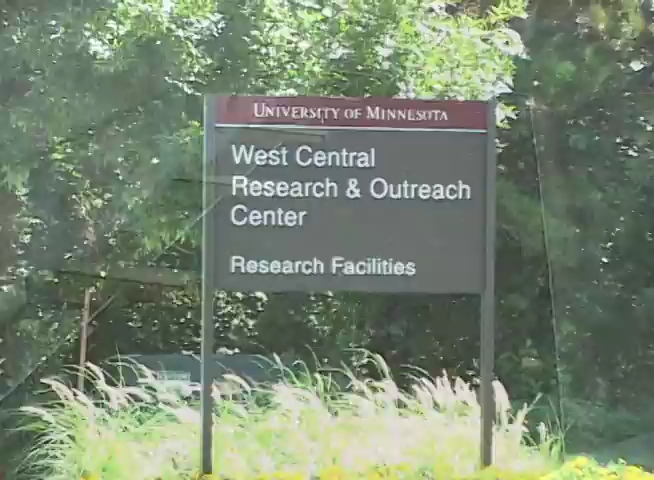 UNIVERSITY OF MINNESOTA
West Central
Research & Outreach
Center
Research Facilities